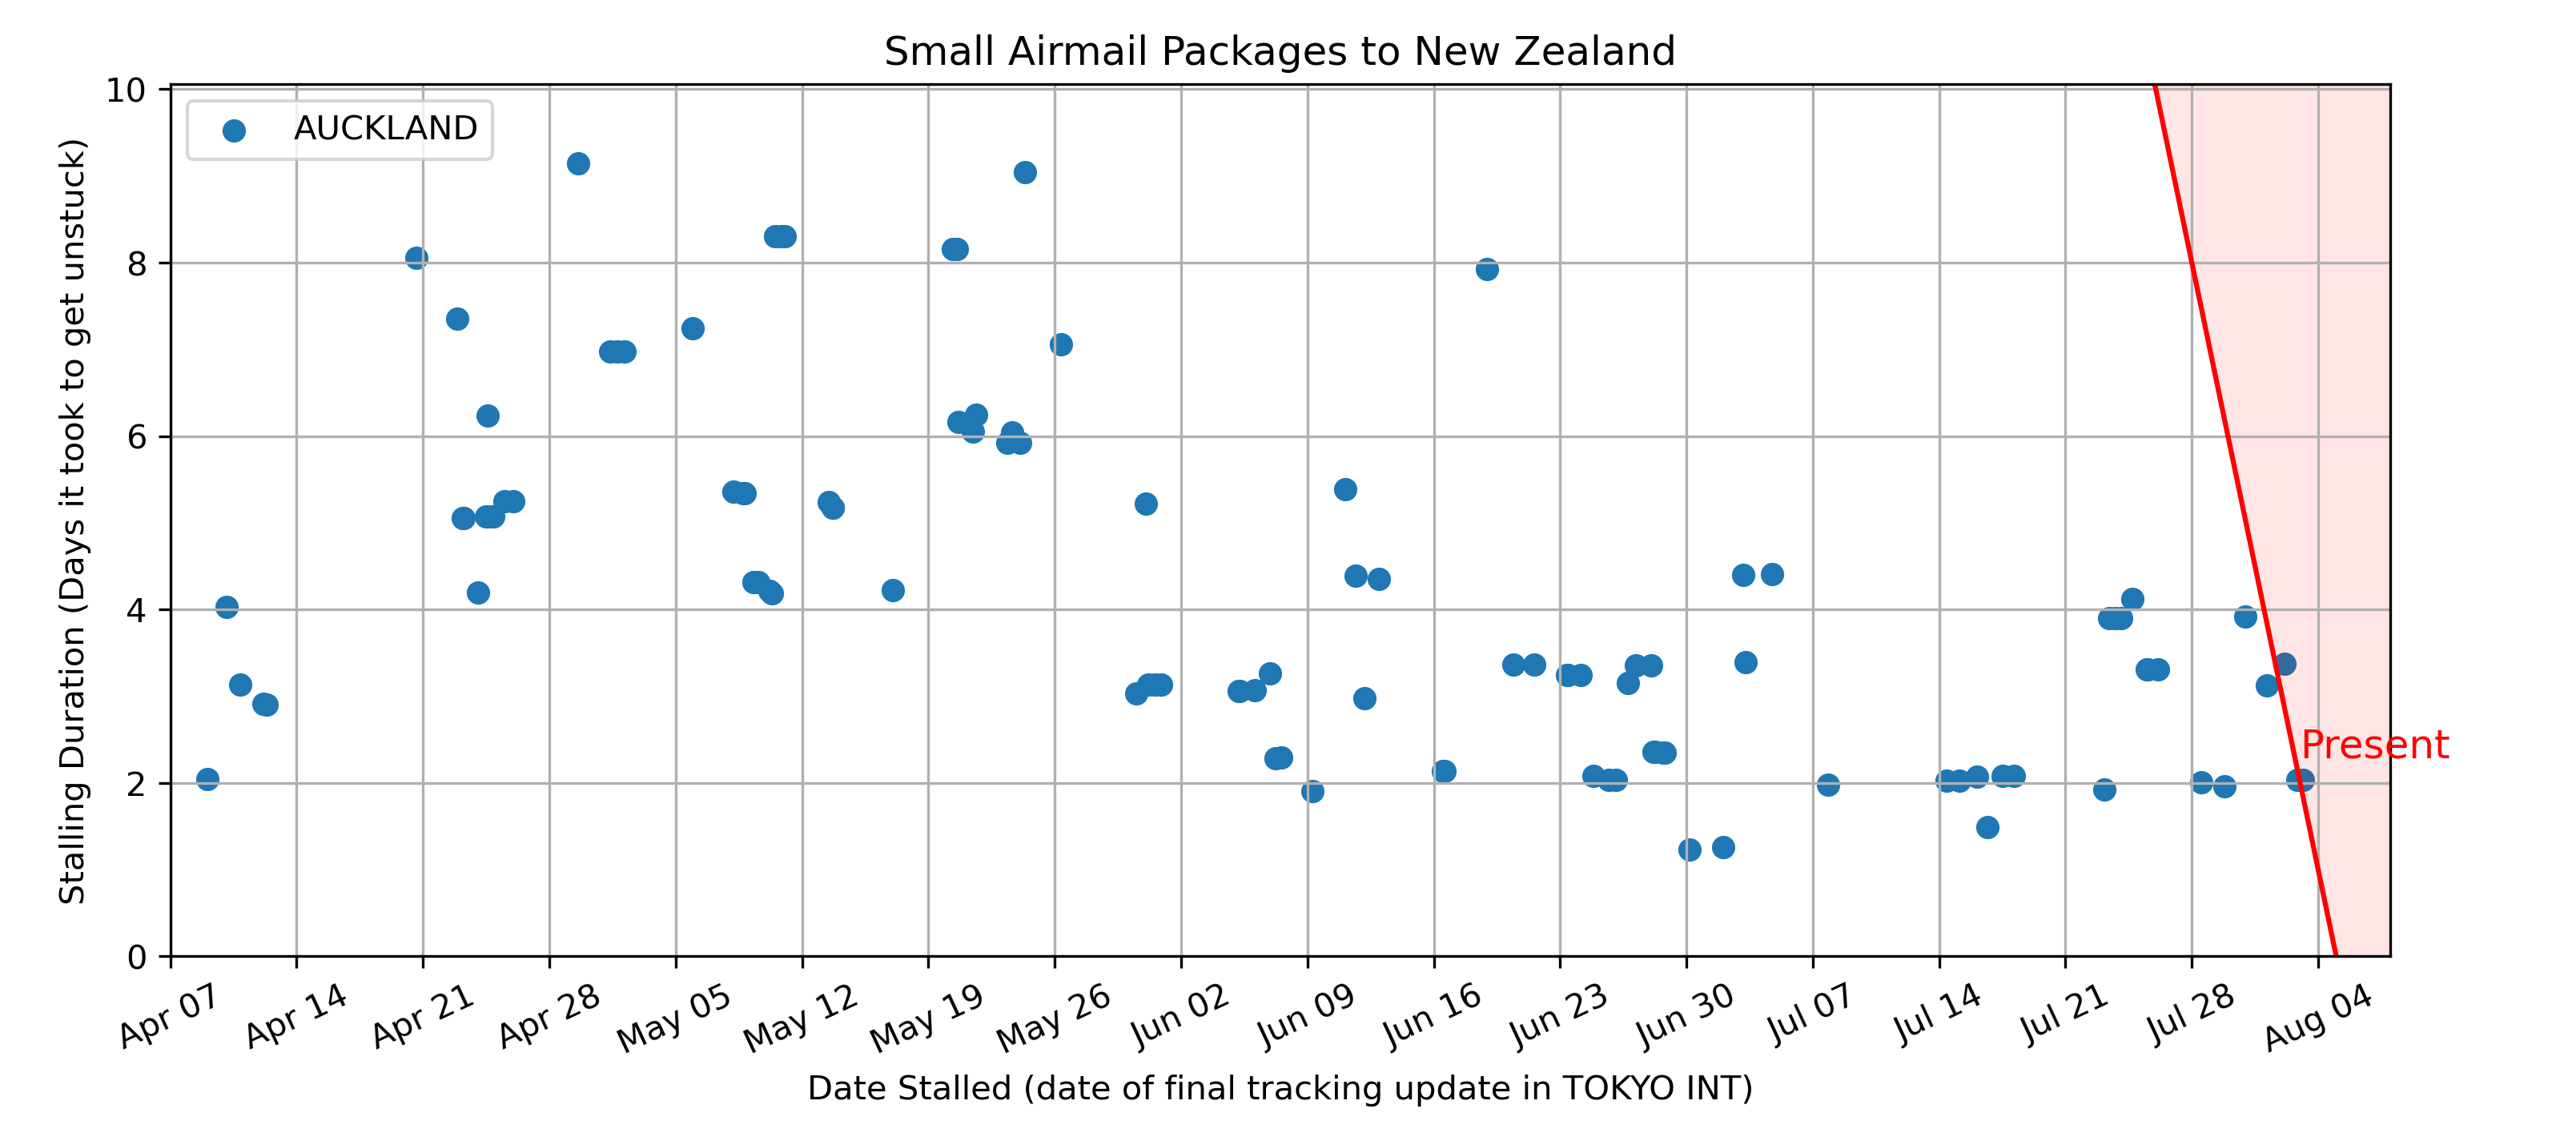 Small Airmail Packages to New Zealand
AUCKLAND
Stalling Duration (Days it took to get unstuck)
10
8
6
4
2
0
Present
Apr 07
Apr 14
Apr 21
Apr 28
May 05
May 12
May 19
May 26
Jun 02
Jun 09
Jun 16
Jun 23
Jun 30
Jul 07
Jul 14
Jul 21
Jul 28
Aug 04
Date Stalled (date of final tracking update in TOKYO INT)